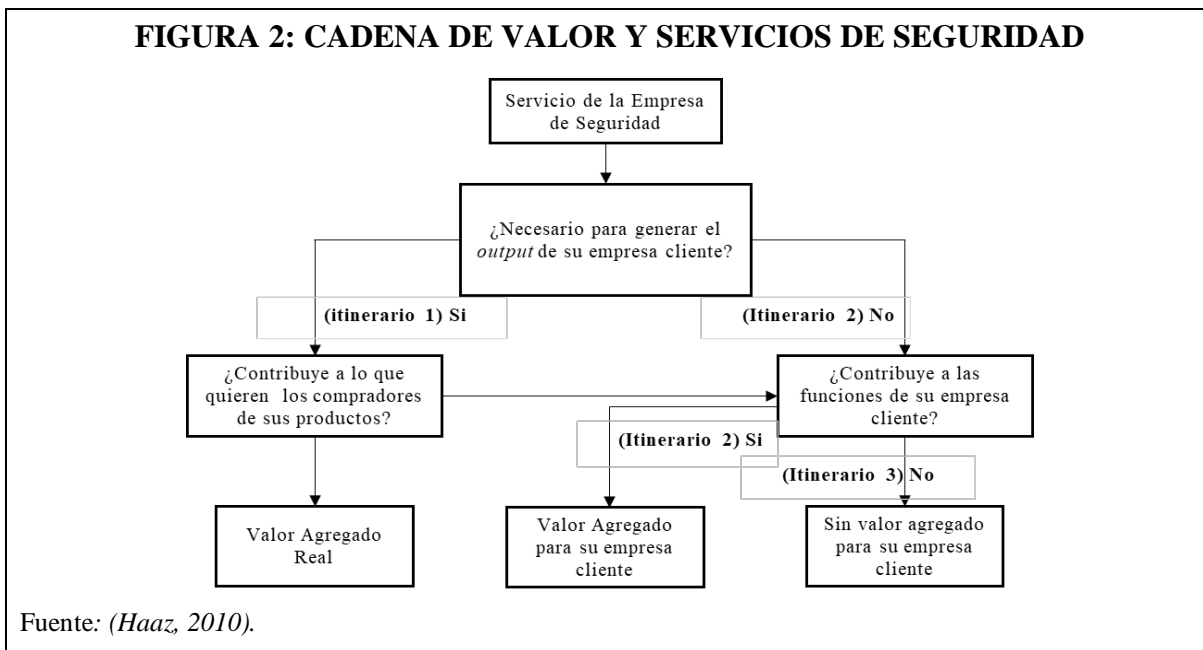 FIGURA 2: CADENA DE VALOR Y SERVICIOS DE SEGURIDAD
Servicio de la Empresa
de Seguridad
¿Necesario para generar el
output de su empresa cliente?
(itinerario 1) Si
(Itinerario 2) No
¿Contribuye a lo que
quieren los compradores
de sus productos?
¿Contribuye a las
funciones de su empresa
cliente?
(Itinerario 2) Si
(Itinerario 3) No
Valor Agregado
Real
Valor Agregado
para su empresa
cliente
Sin valor agregado
para su empresa
cliente
Fuente: (Haaz, 2010).